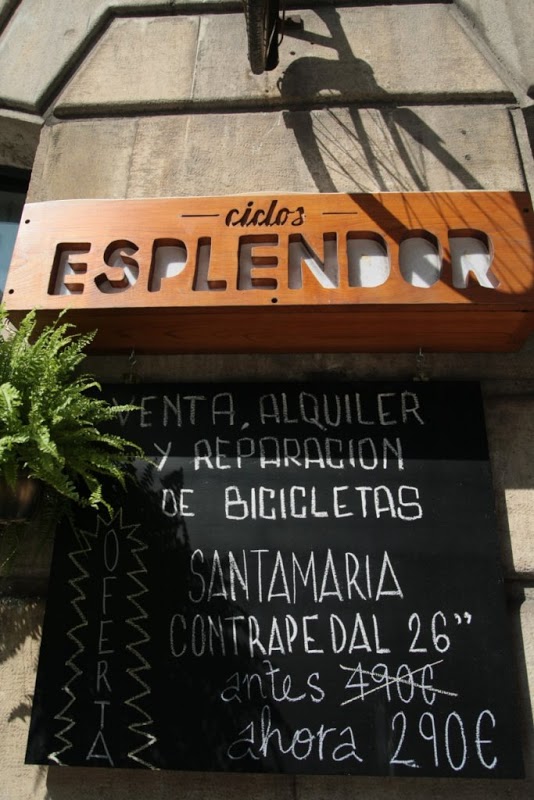 ciclos
ESPLENDOR
VENTA, ALQUILER
Y REPARACION
DE BICICLETAS
OFERTA
SANTAMARIA
CONTRAPEDAL 26”
antes 490€
ahora 290€